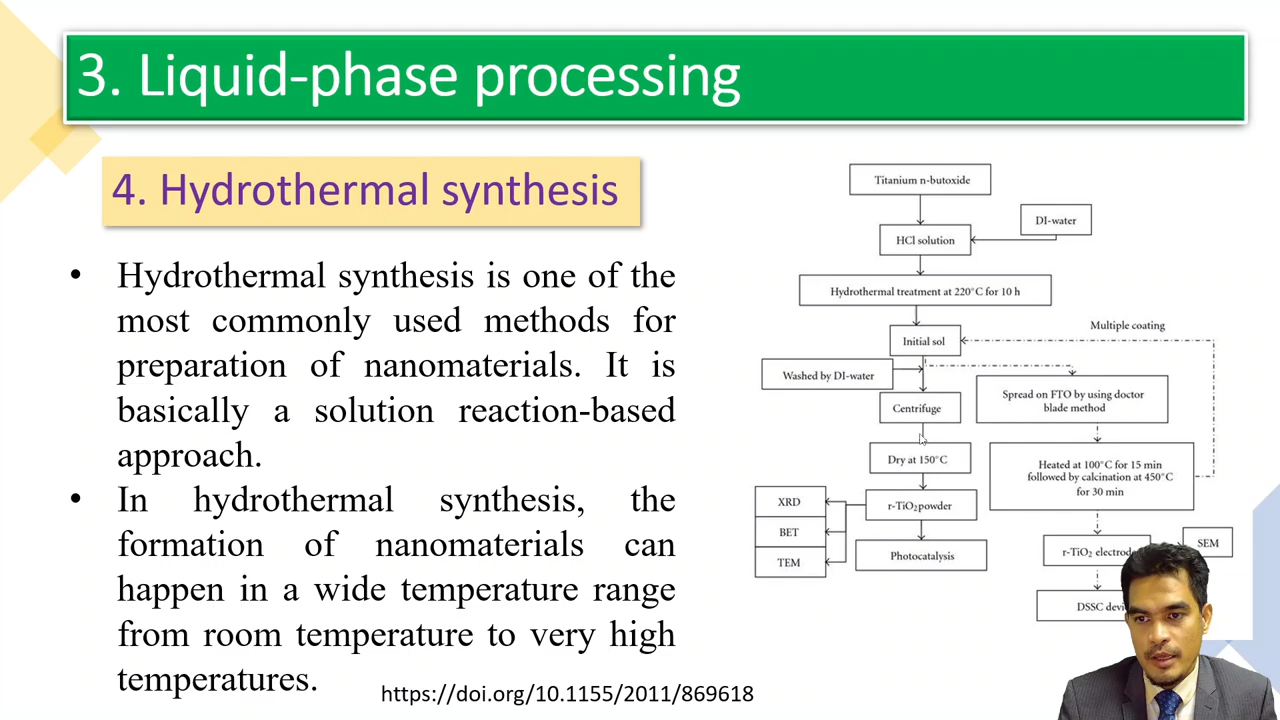 3. Liquid-phase processing
4. Hydrothermal synthesis
• Hydrothermal synthesis is one of the
most commonly used methods for
preparation of nanomaterials. It is
basically a solution reaction-based
approach.
• In hydrothermal synthesis, the
formation of nanomaterials can
happen in a wide temperature range
from room temperature to very high
temperatures.
https://doi.org/10.1155/2011/869618
Titanium n-butoxide
DI-water
HCl solution
Hydrothermal treatment at 220°C for 10 h
Multiple coating
Initial sol
Washed by DI-water
Spread on FTO by using doctor
blade method
Centrifuge
Dry at 150°C
Heated at 100°C for 15 min
followed by calcination at 450°C
for 30 min
XRD
r-TiO₂ powder
BET
TEM
Photocatalysis
r-TiO₂
SEM
DSSC